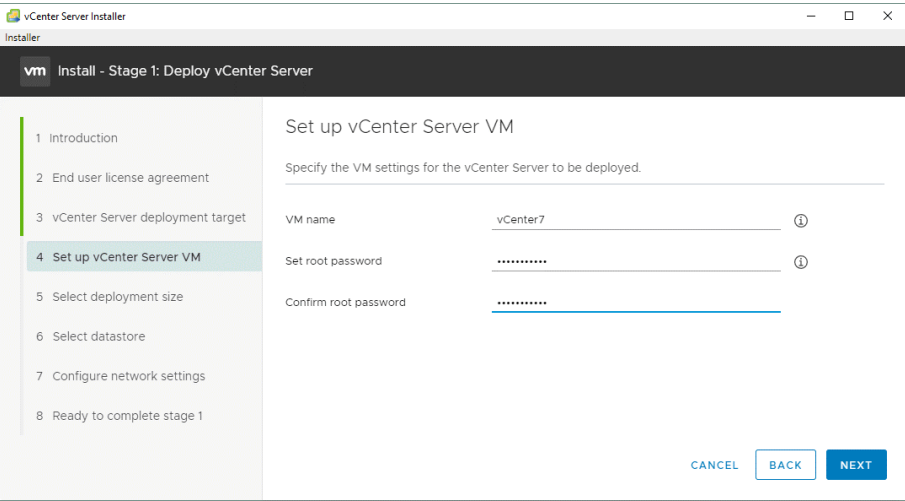 vCenter Server Installer
Installer
vm Install - Stage 1: Deploy vCenter Server
1 Introduction
2 End user license agreement
3 vCenter Server deployment target
4 Set up vCenter Server VM
5 Select deployment size
6 Select datastore
7 Configure network settings
8 Ready to complete stage 1
Set up vCenter Server VM
Specify the VM settings for the vCenter Server to be deployed.
VM name vCenter7
Set root password •••••••••••
Confirm root password •••••••••••
CANCEL BACK NEXT